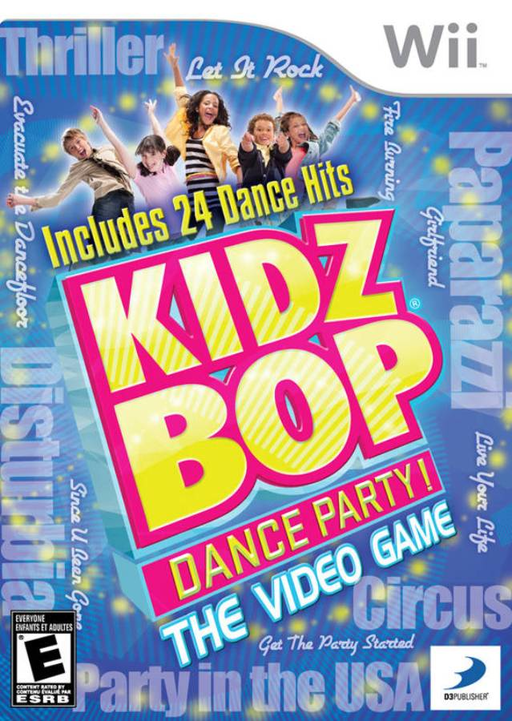 Wii™
Thriller
Let It Rock
Evacuate the Dancefloor
Fire Burning
Girlfriend
Paparazzi
Includes 24 Dance Hits
KIDZ
BOP®
DANCE PARTY!
THE VIDEO GAME
Disturbia
Since U Been Gone
Live Your Life
Circus
Get The Party Started
Party in the USA
EVERYONE
ENFANTS ET ADULTES
E
®
CONTENT RATED BY
CONTENU ÉVALUÉ PAR
ESRB
D3PUBLISHER